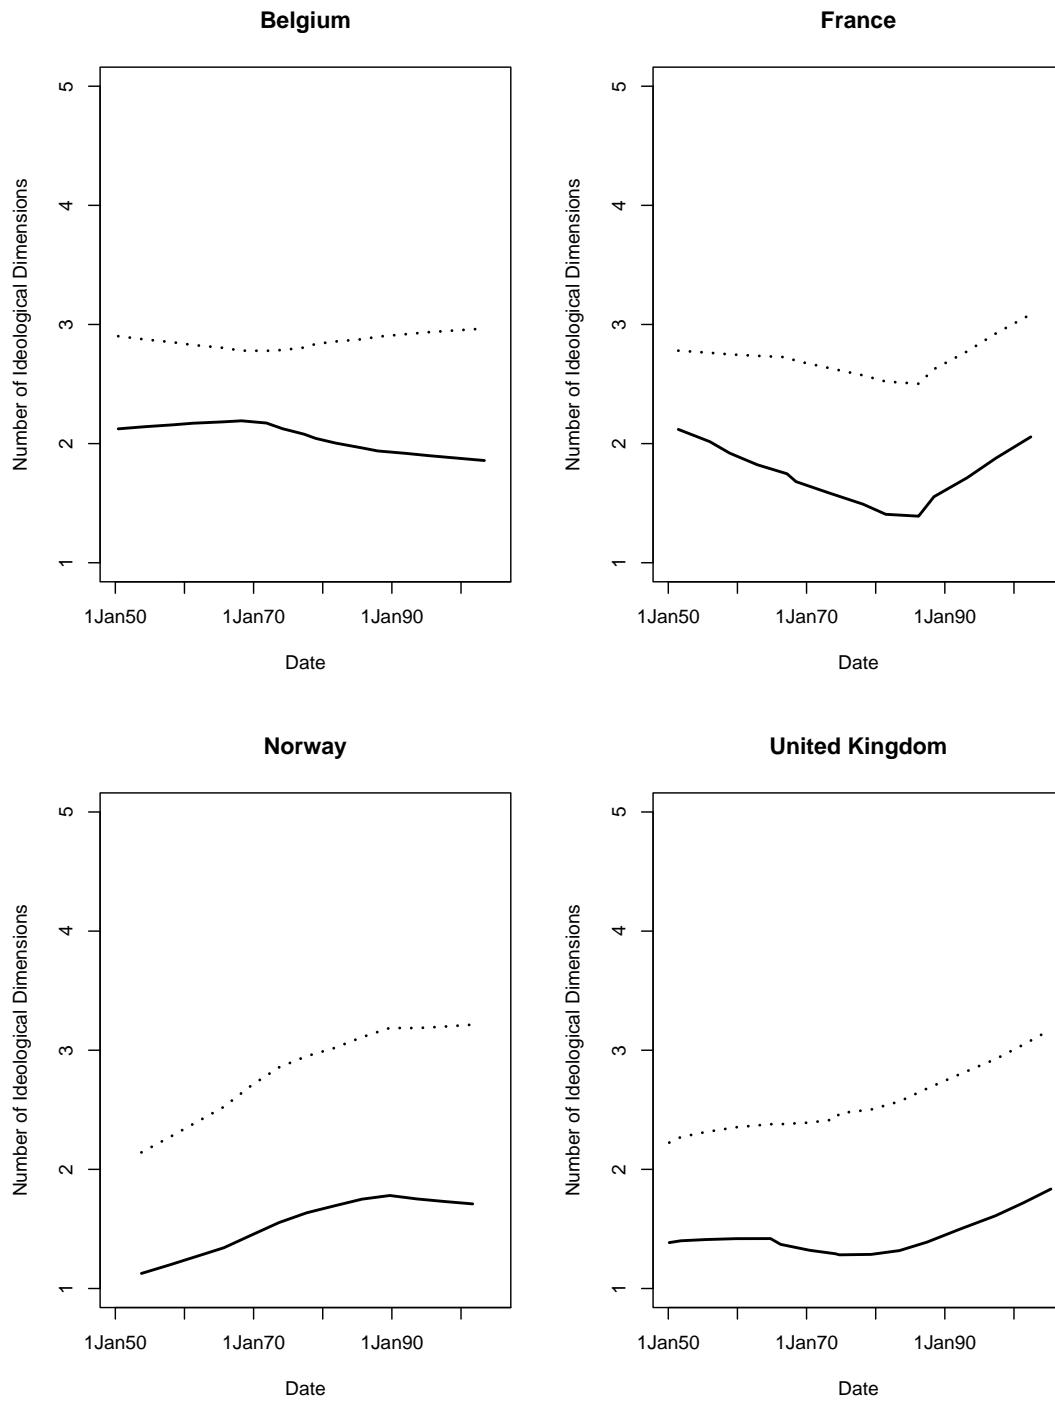 Belgium
Number of Ideological Dimensions
5
4
3
2
1
1Jan50 1Jan70 1Jan90
Date
France
Number of Ideological Dimensions
5
4
3
2
1
1Jan50 1Jan70 1Jan90
Date
Norway
Number of Ideological Dimensions
5
4
3
2
1
1Jan50 1Jan70 1Jan90
Date
United Kingdom
Number of Ideological Dimensions
5
4
3
2
1
1Jan50 1Jan70 1Jan90
Date